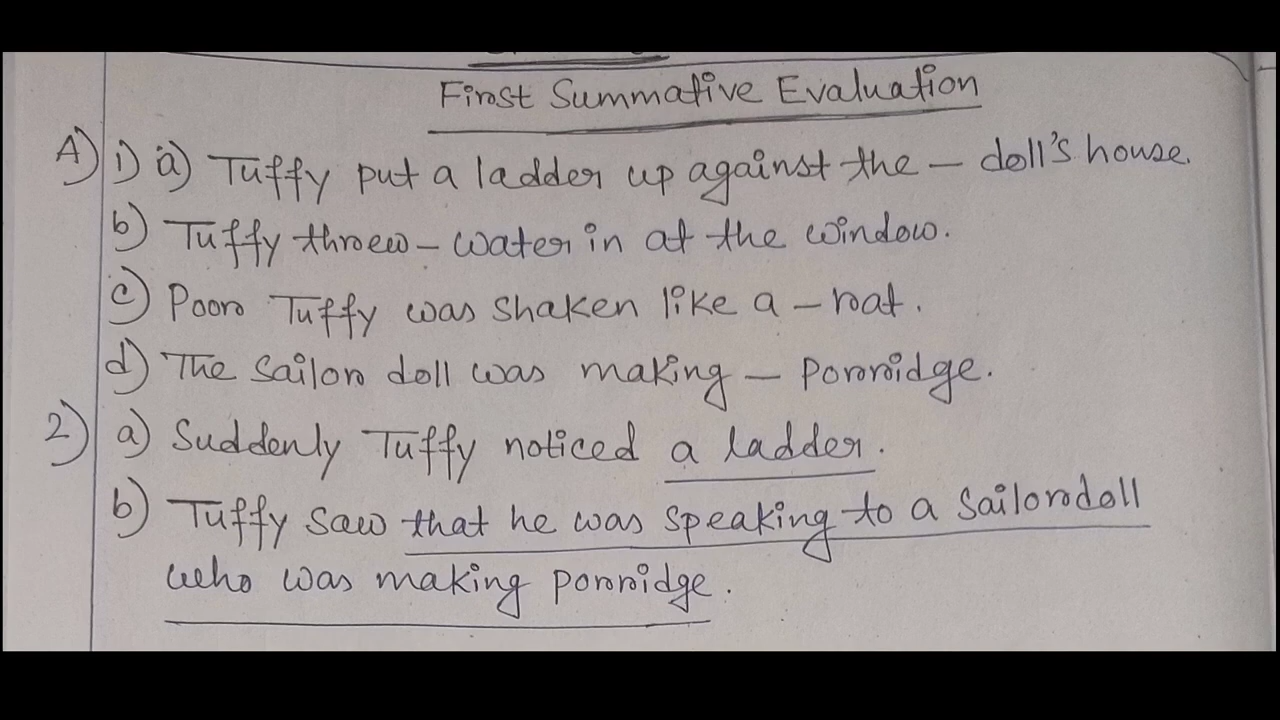 First Summative Evaluation
A) 1) a) Tuffy put a ladder up against the – doll's house.
b) Tuffy threw – water in at the window.
c) Poor Tuffy was shaken like a – rat.
d) The sailor doll was making – porridge.
2) a) Suddenly Tuffy noticed a ladder.
b) Tuffy saw that he was speaking to a sailordoll
who was making porridge.